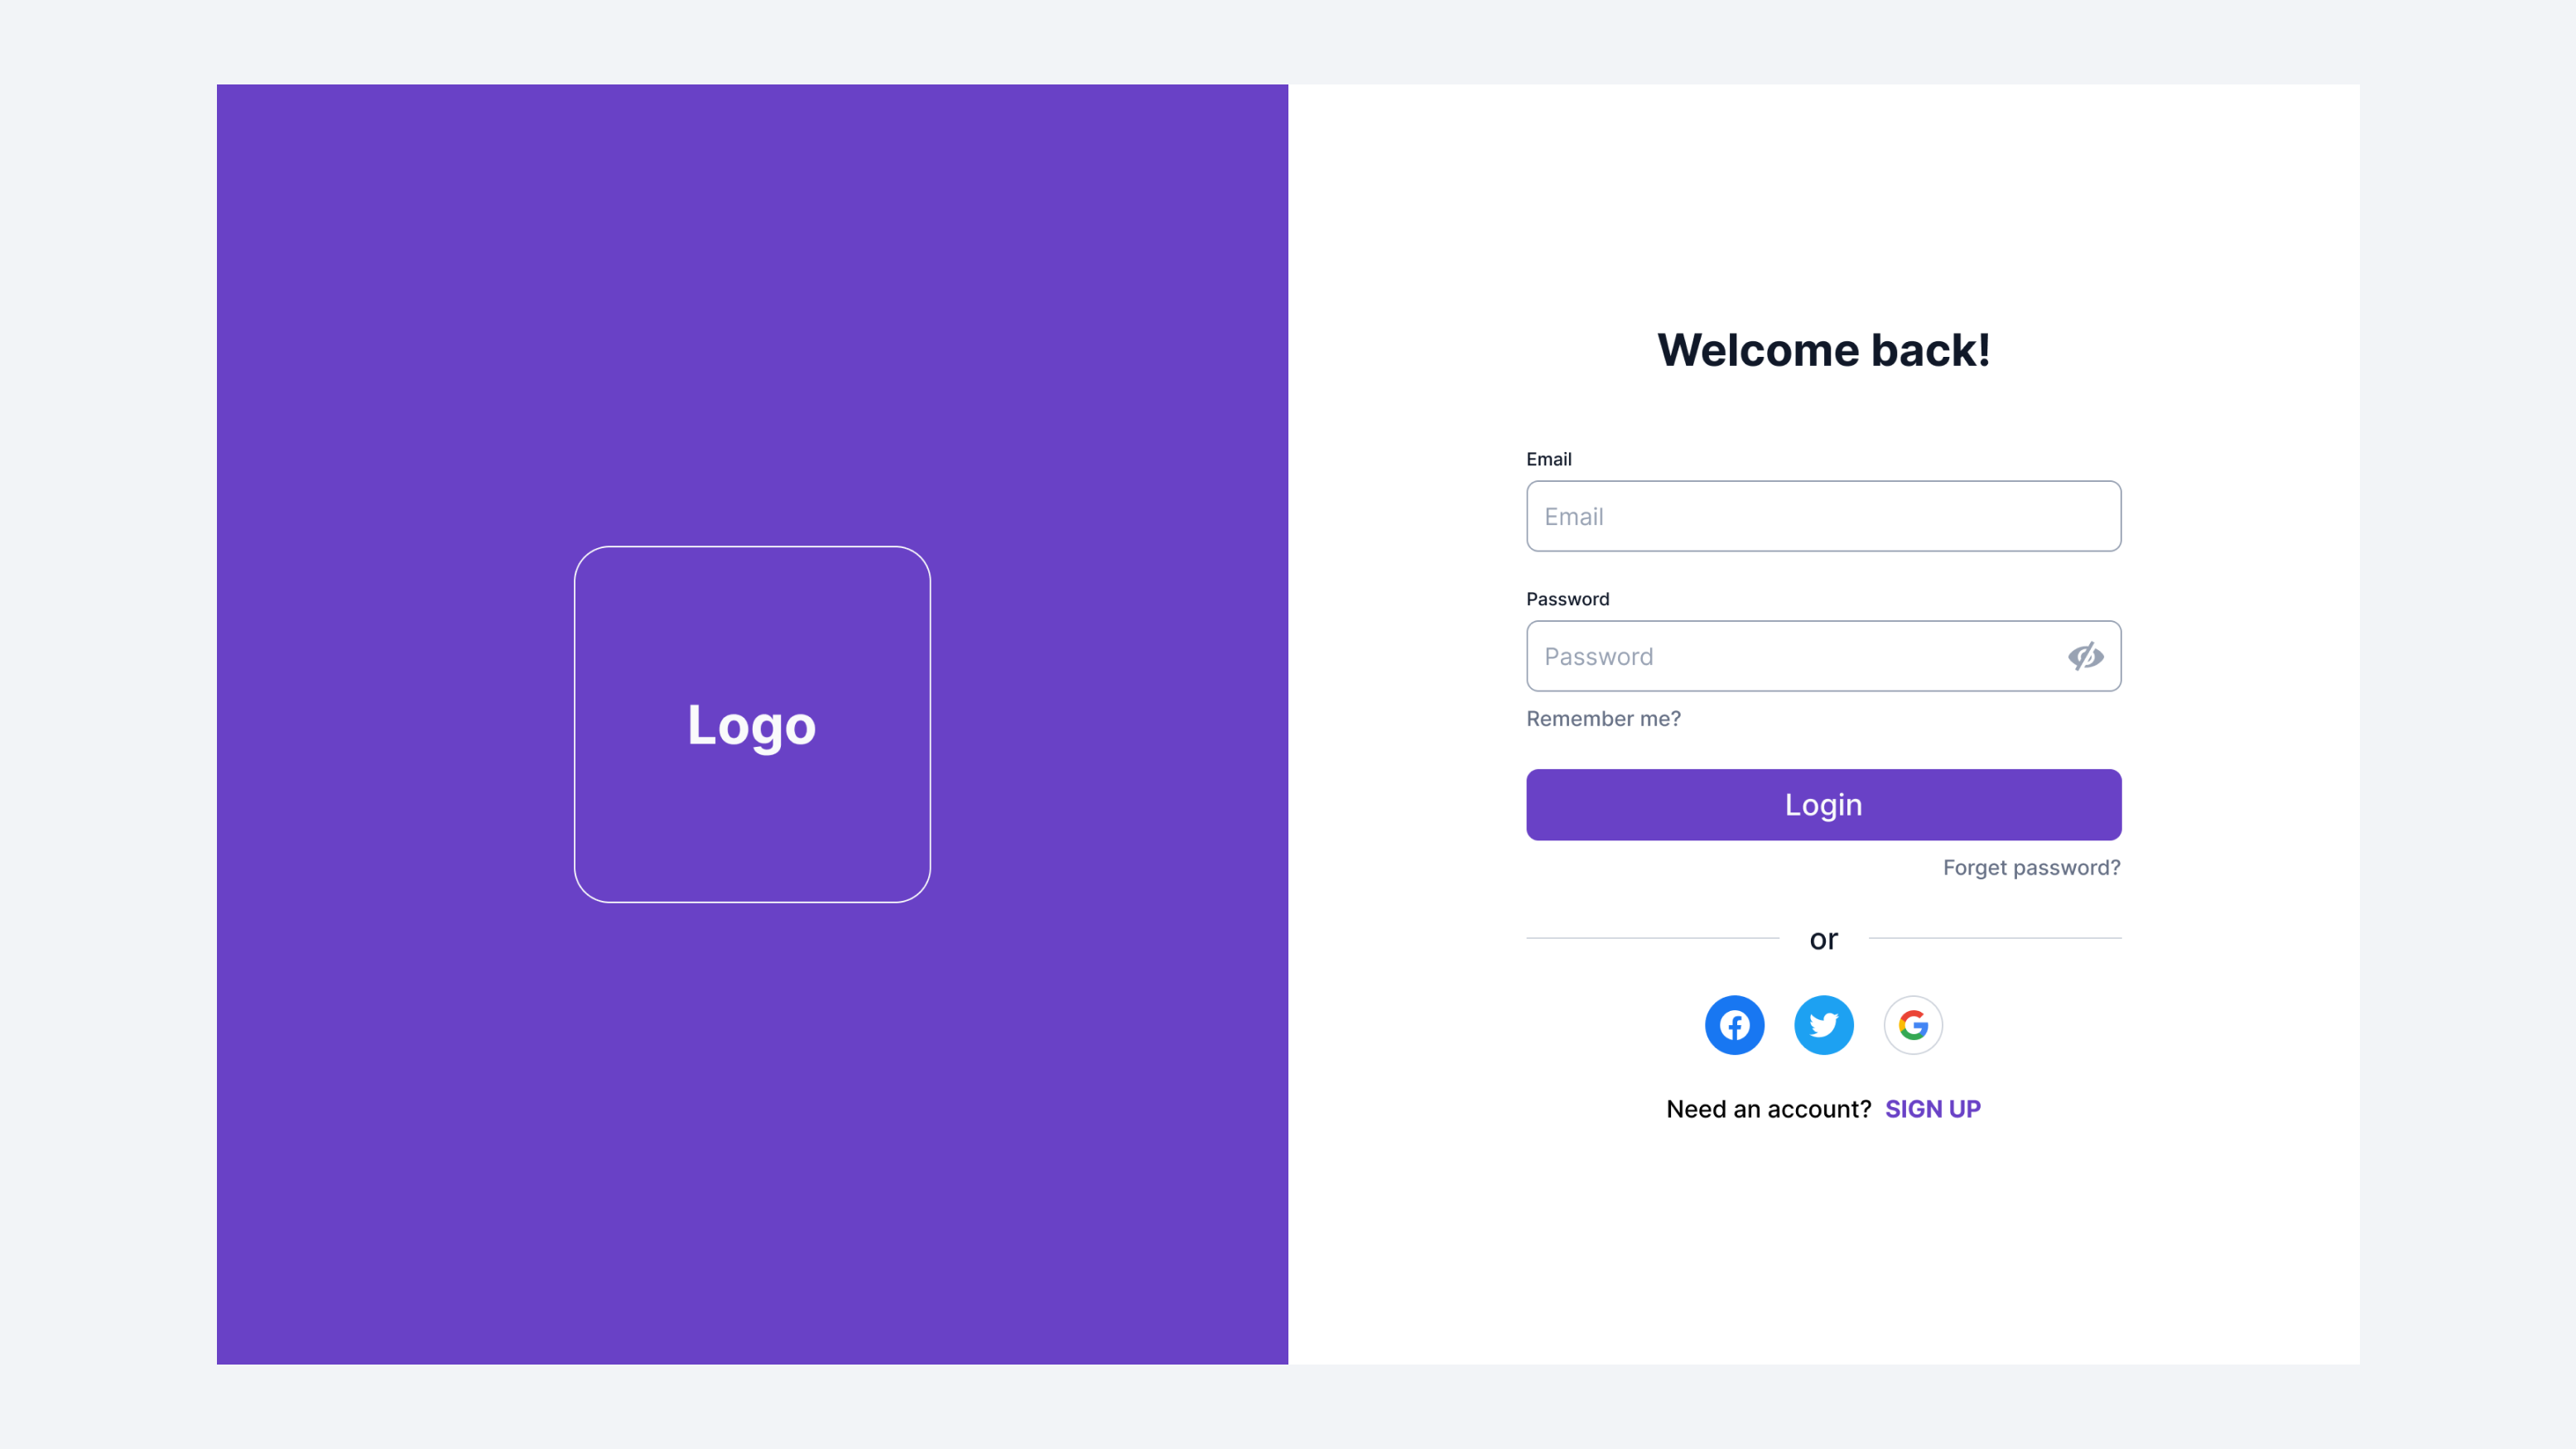 Logo
Welcome back!
Email
Email
Password
Password
Remember me?
Login
Forget password?
or
Need an account? SIGN UP